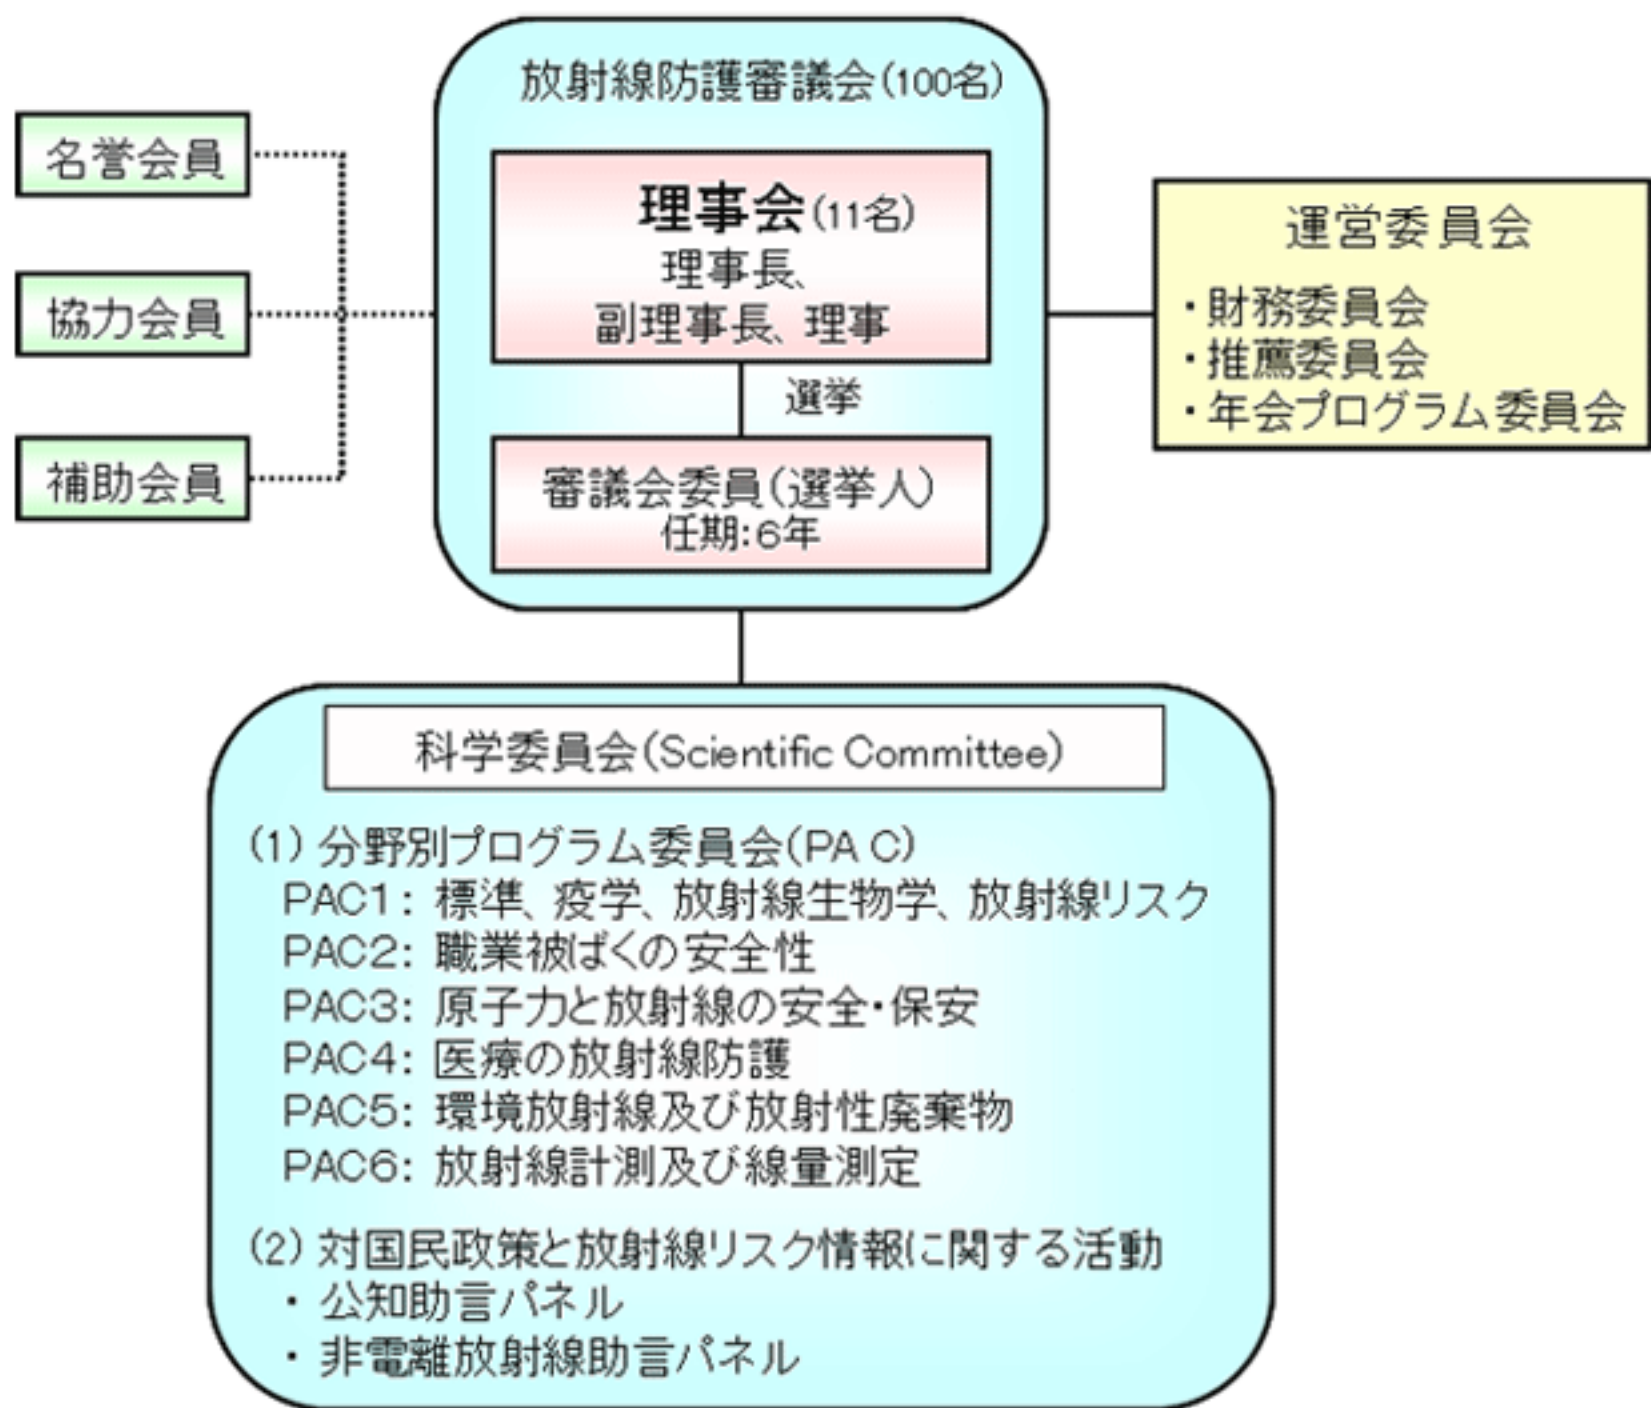 放射線防護審議会(100名)
名誉会員
協力会員
補助会員
理事会(11名)
理事長、
副理事長、理事
選挙
審議会委員(選挙人)
任期:6年
運営委員会
・財務委員会
・推薦委員会
・年会プログラム委員会
科学委員会(Scientific Committee)
(1) 分野別プログラム委員会(PA C)
PAC1: 標準、疫学、放射線生物学、放射線リスク
PAC2: 職業被ばくの安全性
PAC3: 原子力と放射線の安全・保安
PAC4: 医療の放射線防護
PAC5: 環境放射線及び放射性廃棄物
PAC6: 放射線計測及び線量測定
(2) 対国民政策と放射線リスク情報に関する活動
・ 公知助言パネル
・ 非電離放射線助言パネル